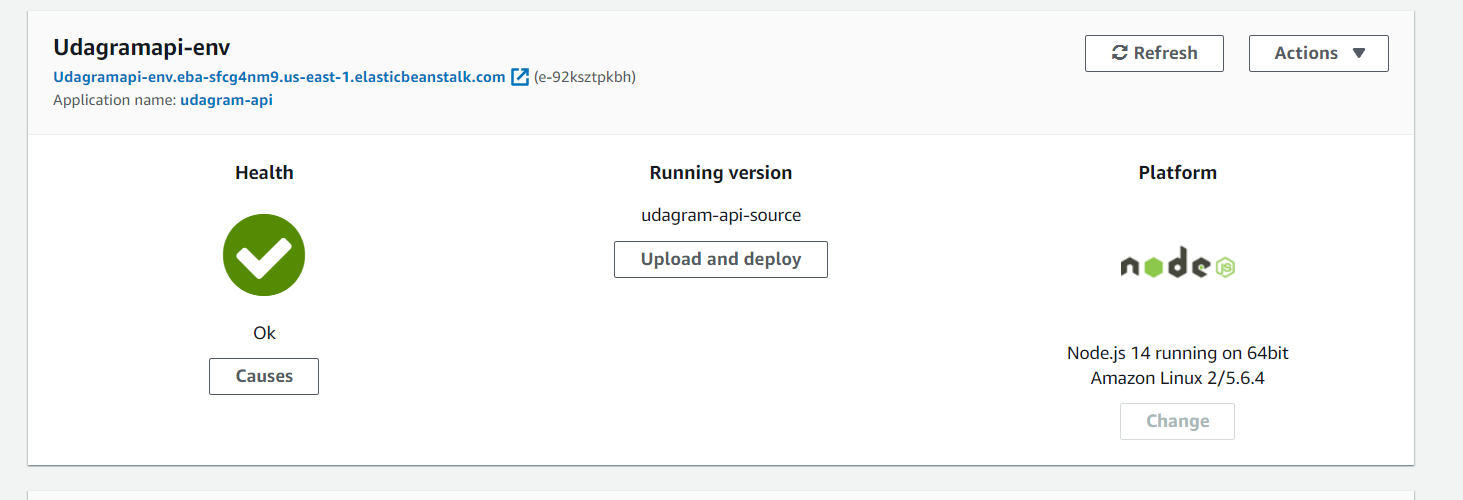 Udagramapi-env
Refresh
Actions
Udagramapi-env.eba-sfcg4nm9.us-east-1.elasticbeanstalk.com (e-92ksztpkbh)
Application name: udagram-api
Health
Running version
Platform
udagram-api-source
Upload and deploy
node JS
Ok
Causes
Node.js 14 running on 64bit
Amazon Linux 2/5.6.4
Change